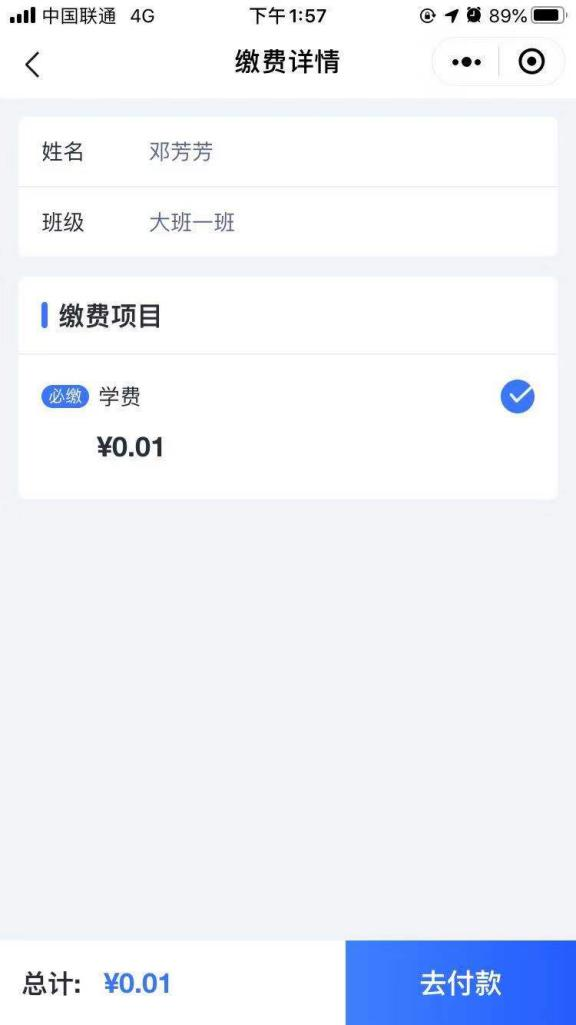 中国联通 4G 下午1:57 89%
缴费详情
姓名 邓芳芳
班级 大班一班
缴费项目
必缴 学费
¥0.01
总计: ¥0.01 去付款